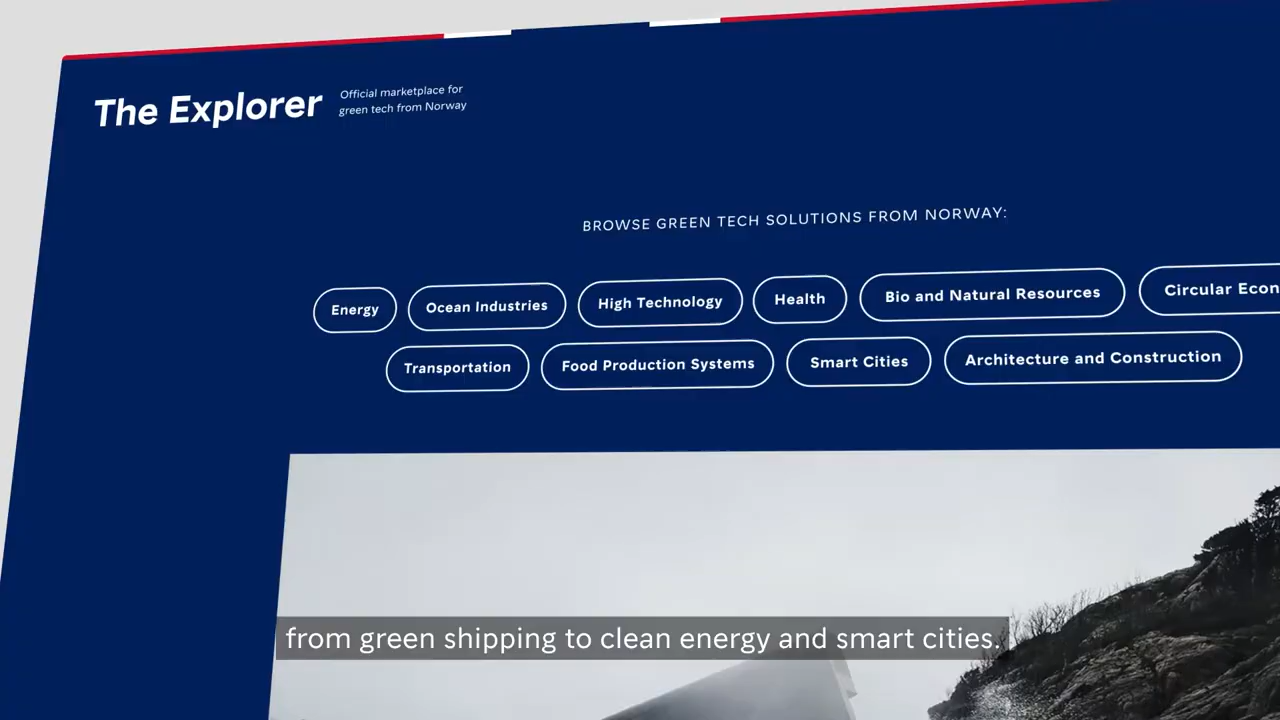 The Explorer
Official marketplace for
green tech from Norway
BROWSE GREEN TECH SOLUTIONS FROM NORWAY:
Energy Ocean Industries High Technology Health Bio and Natural Resources Circular Econ
Transportation Food Production Systems Smart Cities Architecture and Construction
from green shipping to clean energy and smart cities.